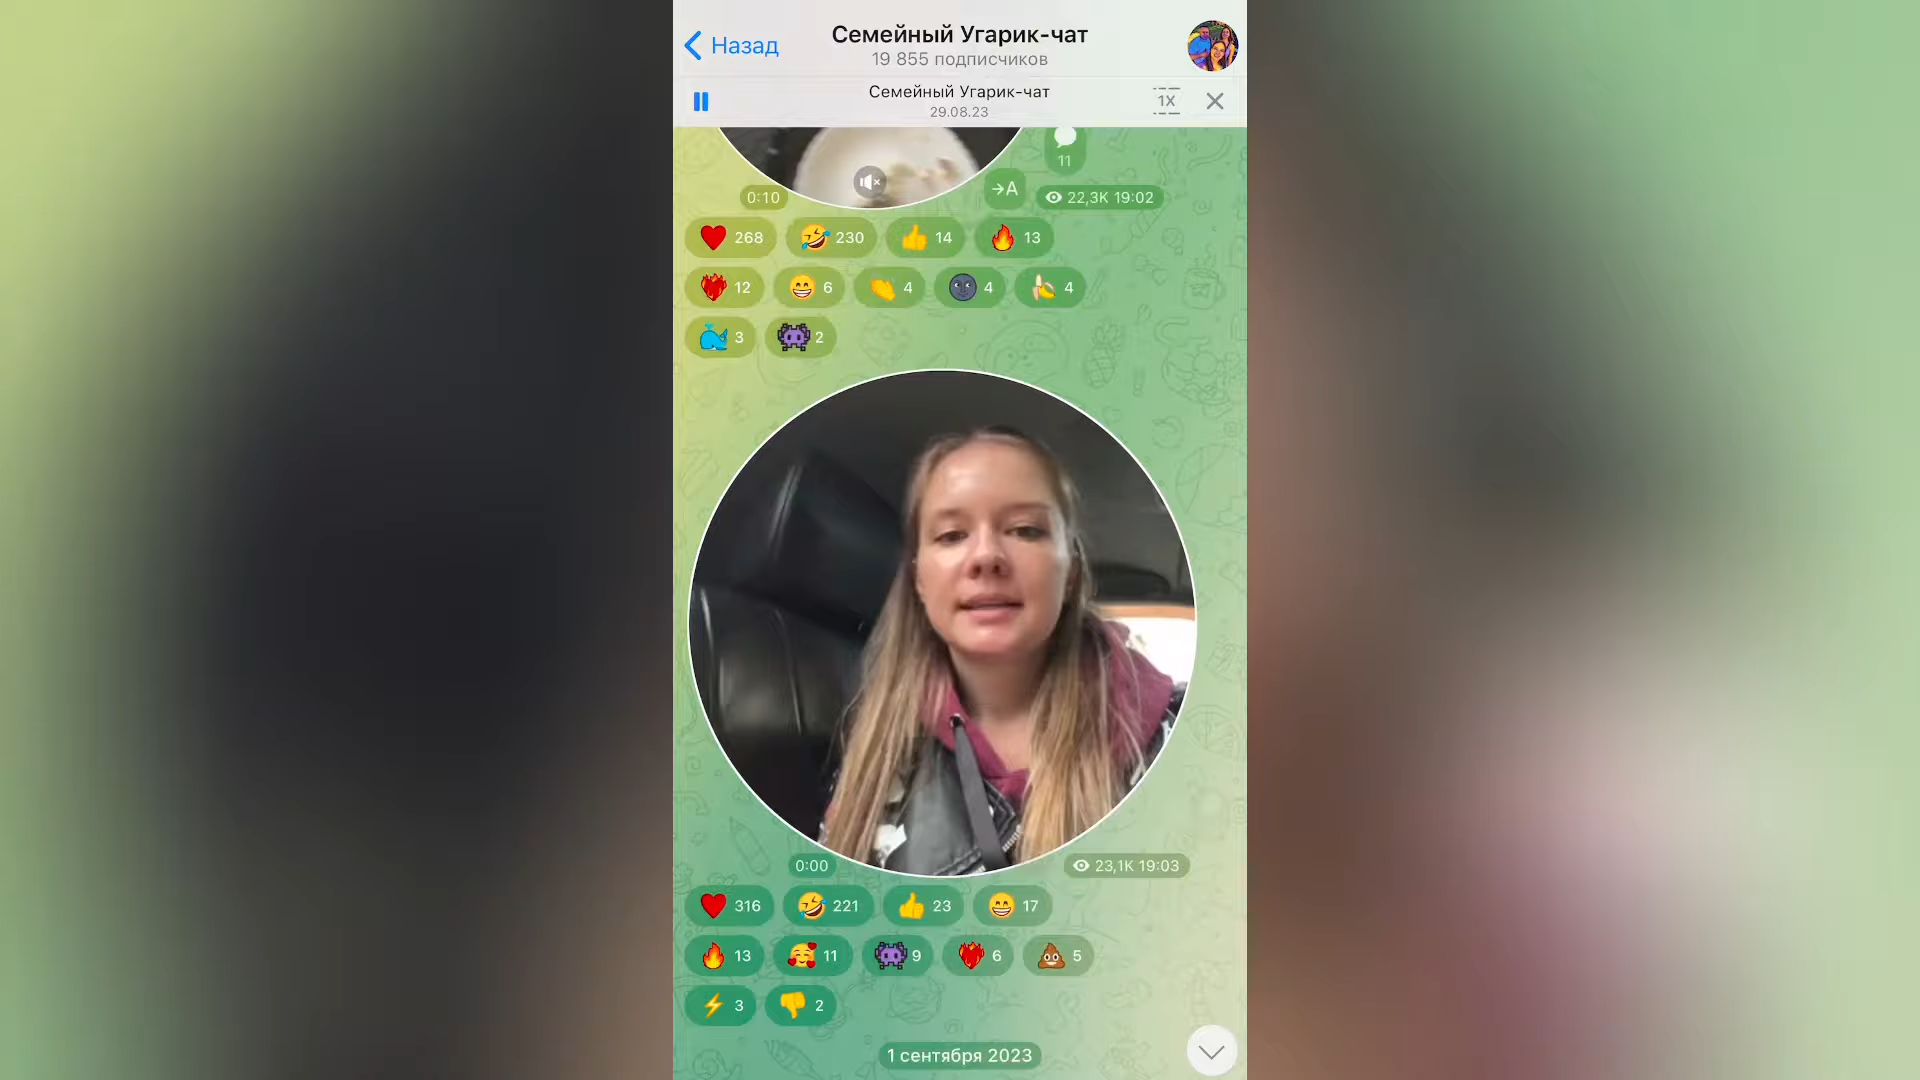 Назад
Семейный Угарик-чат
19 855 подписчиков
Семейный Угарик-чат
29.08.23
1X
11
0:10
→A
22,3K 19:02
268 230 14 13
12 6 4 4 4
3 2
0:00
23,1K 19:03
316 221 23 17
13 11 9 6 5
3 2
1 сентября 2023